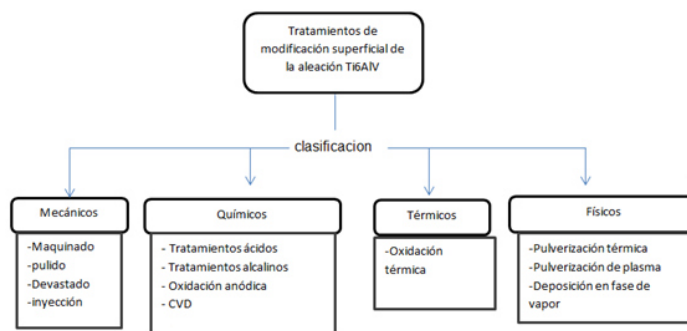 Tratamientos de
modificación superficial de
la aleación Ti6AlV
clasificacion
Mecánicos
-Maquinado
-pulido
-Devastado
-inyección
Químicos
- Tratamientos ácidos
- Tratamientos alcalinos
- Oxidación anódica
- CVD
Térmicos
-Oxidación
térmica
Físicos
-Pulverización térmica
-Pulverización de plasma
-Deposición en fase de
vapor